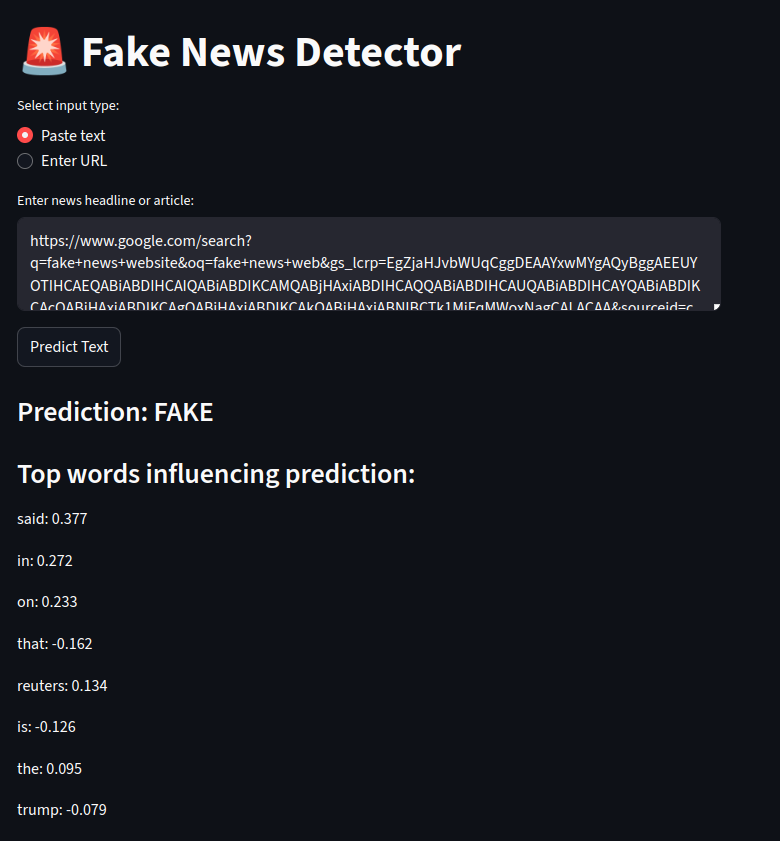 🚨 Fake News Detector
Select input type:
Paste text
Enter URL
Enter news headline or article:
https://www.google.com/search?
q=fake+news+website&oq=fake+news+web&gs_lcrp=EgZjaHJvbWUqCggDEAAYxwMYgAQyBggAEEUY
OTIHCAEQABiABDIHCAIQABiABDIKCAMQABjHAxiABDIHCAQQABiABDIHCAUQABiABDIHCAYQABiABDIK
CAcQABjHAxiABDIKCAgQABjHAxiABDIKCAkQABjHAxiABNIBCTk1MjFqMWoxNagCALACAA&sourceid=c
Predict Text
Prediction: FAKE
Top words influencing prediction:
said: 0.377
in: 0.272
on: 0.233
that: -0.162
reuters: 0.134
is: -0.126
the: 0.095
trump: -0.079